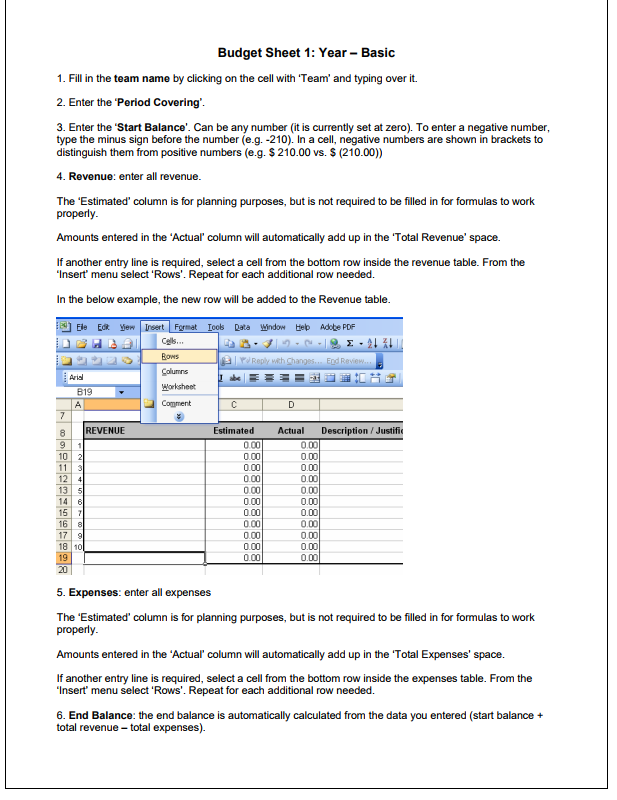 Budget Sheet 1: Year – Basic
1. Fill in the team name by clicking on the cell with 'Team' and typing over it.
2. Enter the 'Period Covering'.
3. Enter the 'Start Balance'. Can be any number (it is currently set at zero). To enter a negative number,
type the minus sign before the number (e.g. -210). In a cell, negative numbers are shown in brackets to
distinguish them from positive numbers (e.g. $ 210.00 vs. $ (210.00))
4. Revenue: enter all revenue.
The 'Estimated' column is for planning purposes, but is not required to be filled in for formulas to work
properly.
Amounts entered in the 'Actual' column will automatically add up in the 'Total Revenue' space.
If another entry line is required, select a cell from the bottom row inside the revenue table. From the
'Insert' menu select 'Rows'. Repeat for each additional row needed.
In the below example, the new row will be added to the Revenue table.
File Edit View Insert Format Tools Data Window Help Adobe PDF
Cells...
Rows
Reply with Changes... End Review...
Columns
Arial
Worksheet
B19
Comment
A C D
7
8 REVENUE Estimated Actual Description / Justific
9 1 0.00 0.00
10 2 0.00 0.00
11 3 0.00 0.00
12 4 0.00 0.00
13 5 0.00 0.00
14 6 0.00 0.00
15 7 0.00 0.00
16 8 0.00 0.00
17 9 0.00 0.00
18 10 0.00 0.00
19 0.00 0.00
20
5. Expenses: enter all expenses
The 'Estimated' column is for planning purposes, but is not required to be filled in for formulas to work
properly.
Amounts entered in the 'Actual' column will automatically add up in the 'Total Expenses' space.
If another entry line is required, select a cell from the bottom row inside the expenses table. From the
'Insert' menu select 'Rows'. Repeat for each additional row needed.
6. End Balance: the end balance is automatically calculated from the data you entered (start balance +
total revenue – total expenses).